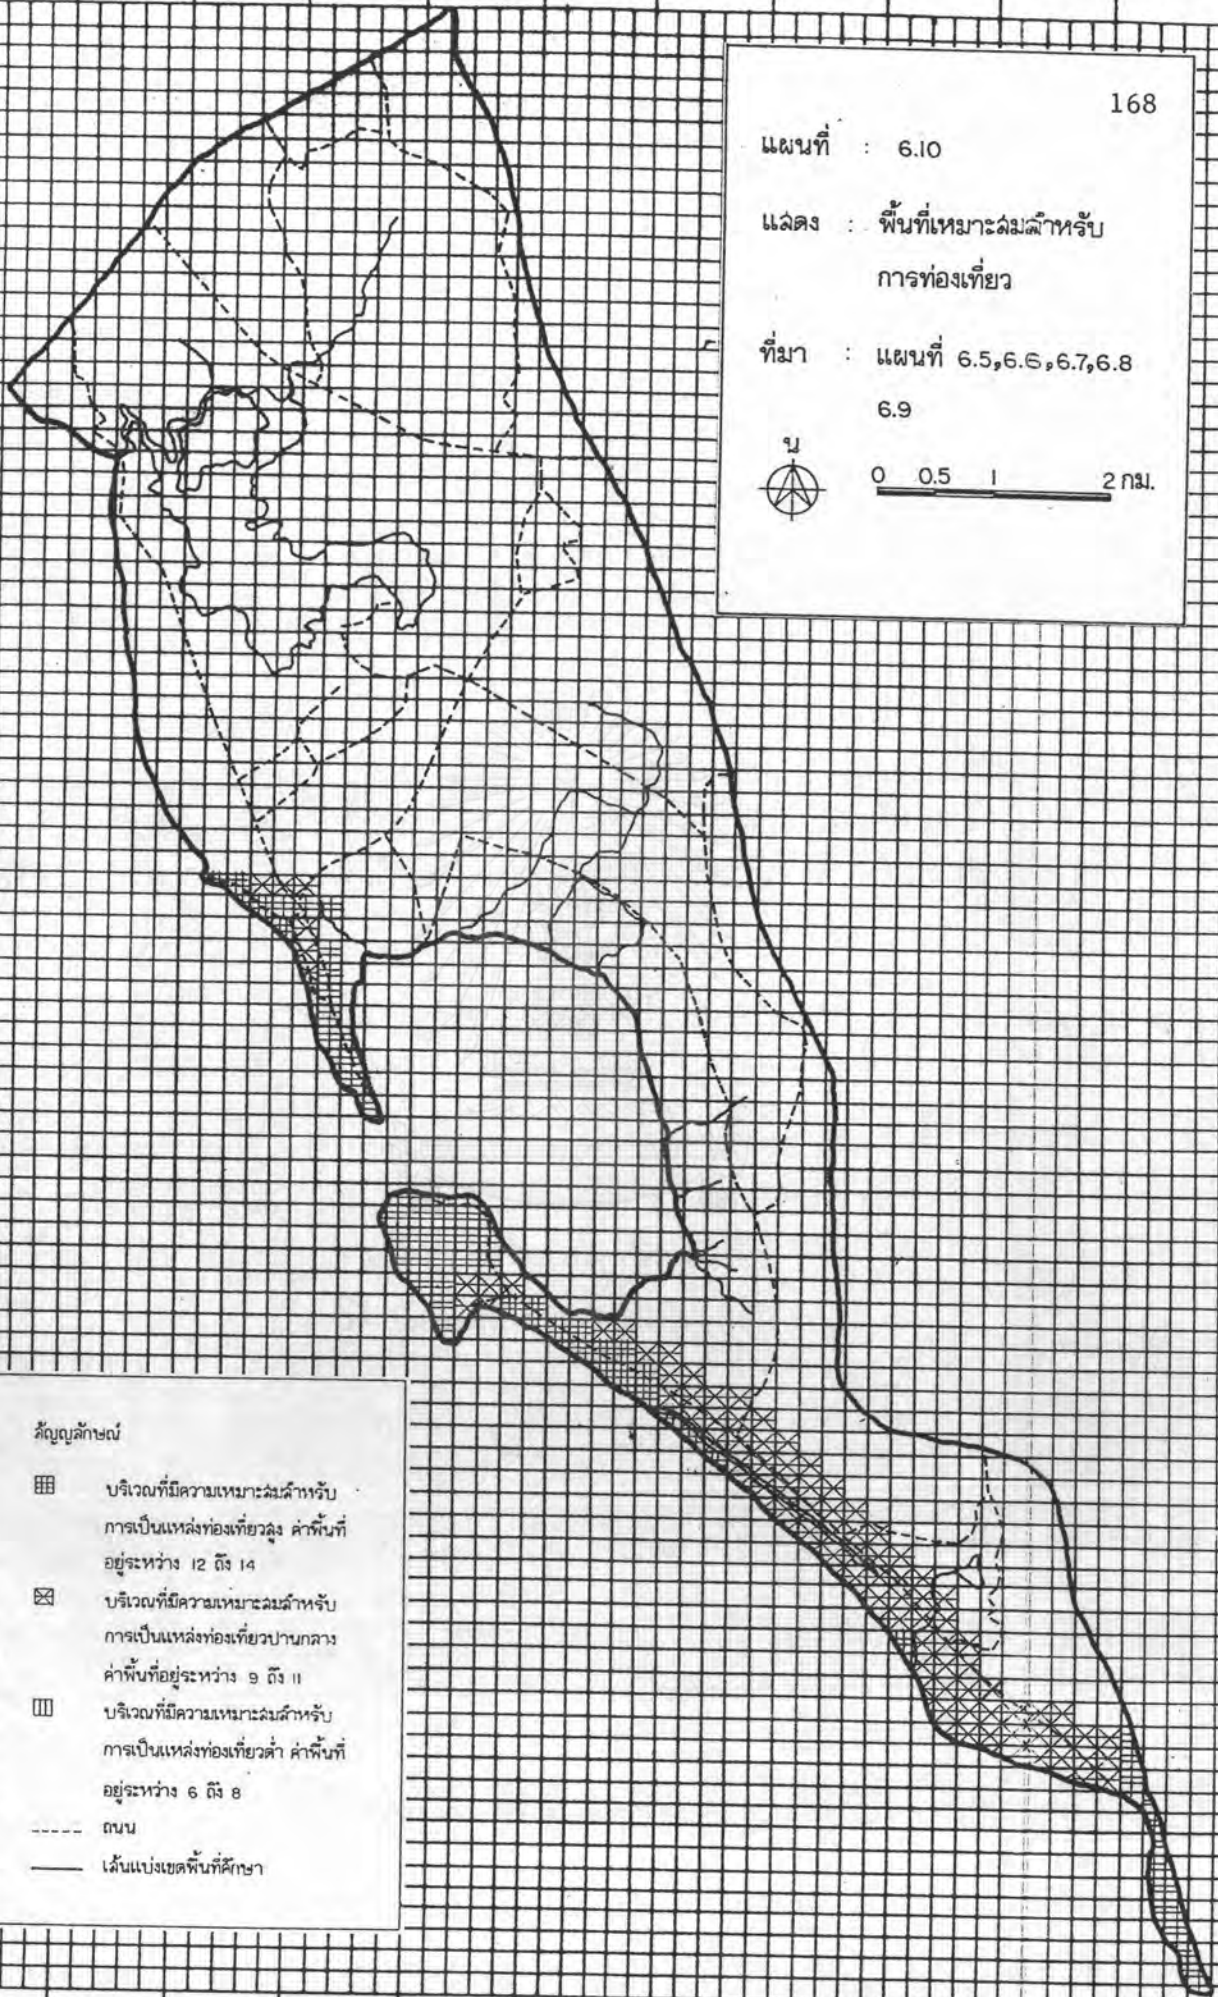 168
แผนที่ : 6.10
แสดง : พื้นที่เหมาะสมสำหรับ
การท่องเที่ยว
ที่มา : แผนที่ 6.5,6.6,6.7,6.8
6.9
น
0 0.5 1 2 กม.
สัญญลักษณ์
บริเวณที่มีความเหมาะสมสำหรับ
การเป็นแหล่งท่องเที่ยวสูง ค่าพื้นที่
อยู่ระหว่าง 12 ถึง 14
บริเวณที่มีความเหมาะสมสำหรับ
การเป็นแหล่งท่องเที่ยวปานกลาง
ค่าพื้นที่อยู่ระหว่าง 9 ถึง 11
บริเวณที่มีความเหมาะสมสำหรับ
การเป็นแหล่งท่องเที่ยวต่ำ ค่าพื้นที่
อยู่ระหว่าง 6 ถึง 8
ถนน
เส้นแบ่งเขตพื้นที่ศึกษา